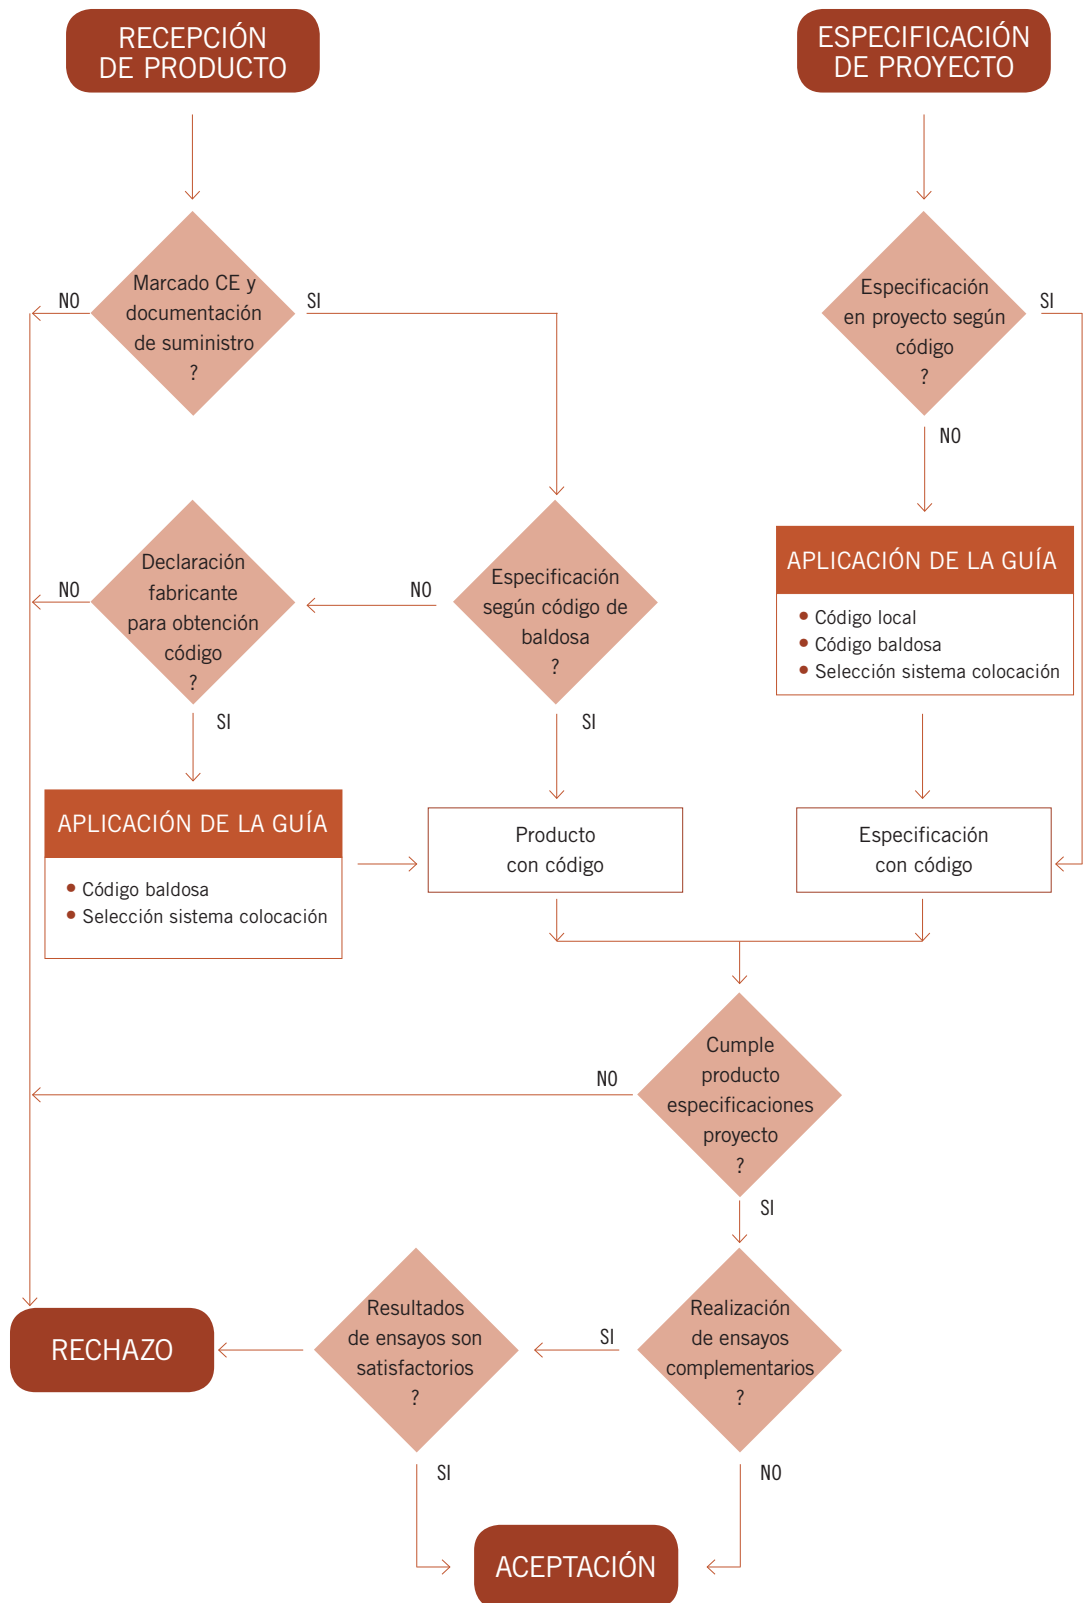 RECEPCIÓN
DE PRODUCTO
ESPECIFICACIÓN
DE PROYECTO
Marcado CE y
documentación
de suministro
?
NO
SI
Especificación
en proyecto según
código
?
SI
NO
Declaración
fabricante
para obtención
código
?
NO
SI
Especificación
según código de
baldosa
?
NO
SI
APLICACIÓN DE LA GUÍA
• Código local
• Código baldosa
• Selección sistema colocación
APLICACIÓN DE LA GUÍA
• Código baldosa
• Selección sistema colocación
Producto
con código
Especificación
con código
Cumple
producto
especificaciones
proyecto
?
NO
SI
RECHAZO
Resultados
de ensayos son
satisfactorios
?
SI
Realización
de ensayos
complementarios
?
SI
NO
ACEPTACIÓN